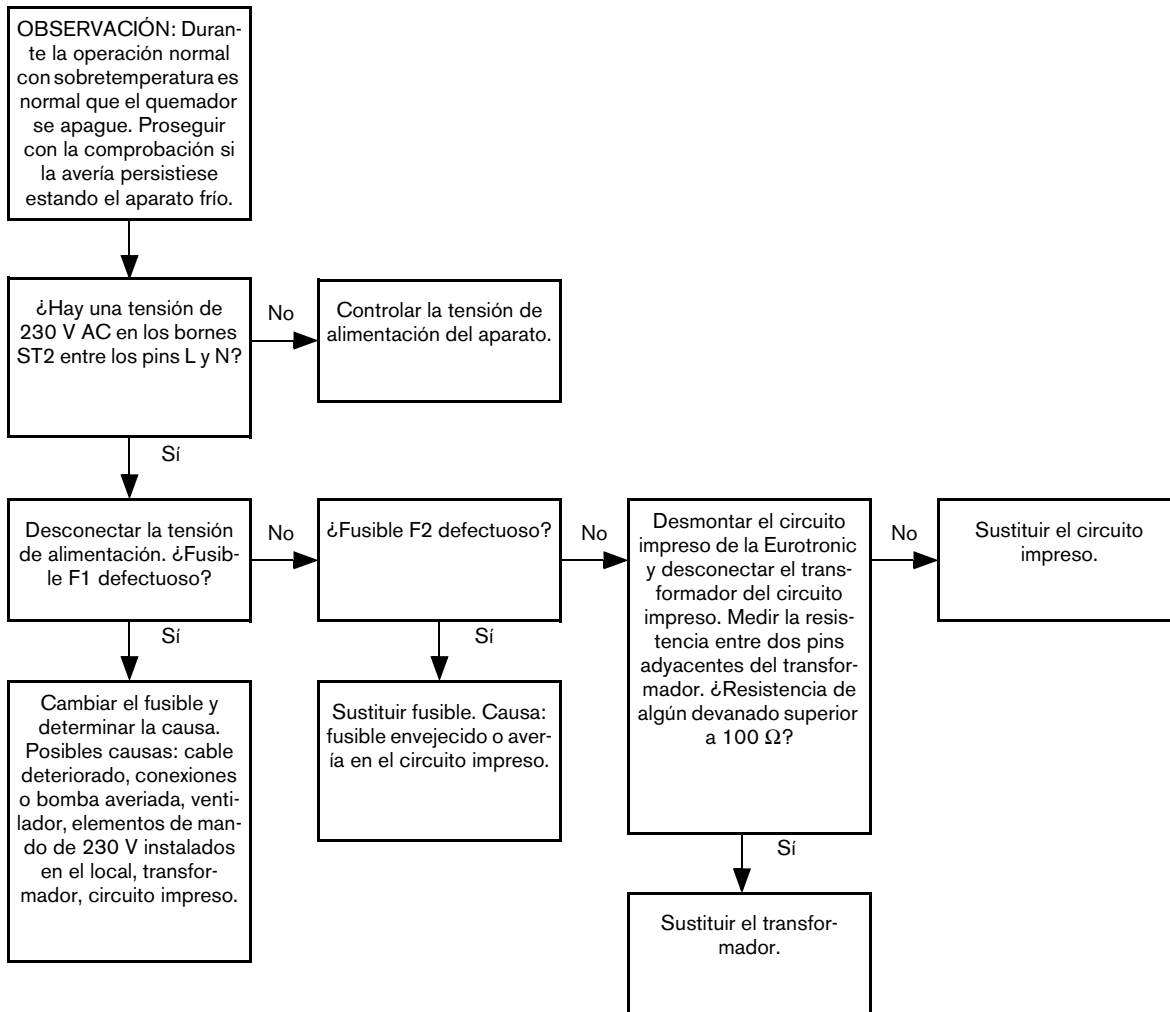 OBSERVACIÓN: Duran-
te la operación normal
con sobretemperatura es
normal que el quemador
se apague. Proseguir
con la comprobación si
la avería persistiese
estando el aparato frío.
¿Hay una tensión de
230 V AC en los bornes
ST2 entre los pins L y N?
No
Controlar la tensión de
alimentación del aparato.
Sí
Desconectar la tensión
de alimentación. ¿Fusib-
le F1 defectuoso?
No
¿Fusible F2 defectuoso?
No
Desmontar el circuito
impreso de la Eurotronic
y desconectar el trans-
formador del circuito
impreso. Medir la resis-
tencia entre dos pins
adyacentes del transfor-
mador. ¿Resistencia de
algún devanado superior
a 100 Ω?
No
Sustituir el circuito
impreso.
Sí
Cambiar el fusible y
determinar la causa.
Posibles causas: cable
deteriorado, conexiones
o bomba averiada, venti-
lador, elementos de man-
do de 230 V instalados
en el local, transfor-
mador, circuito impreso.
Sí
Sustituir fusible. Causa:
fusible envejecido o aver-
ía en el circuito impreso.
Sí
Sustituir el transfor-
mador.